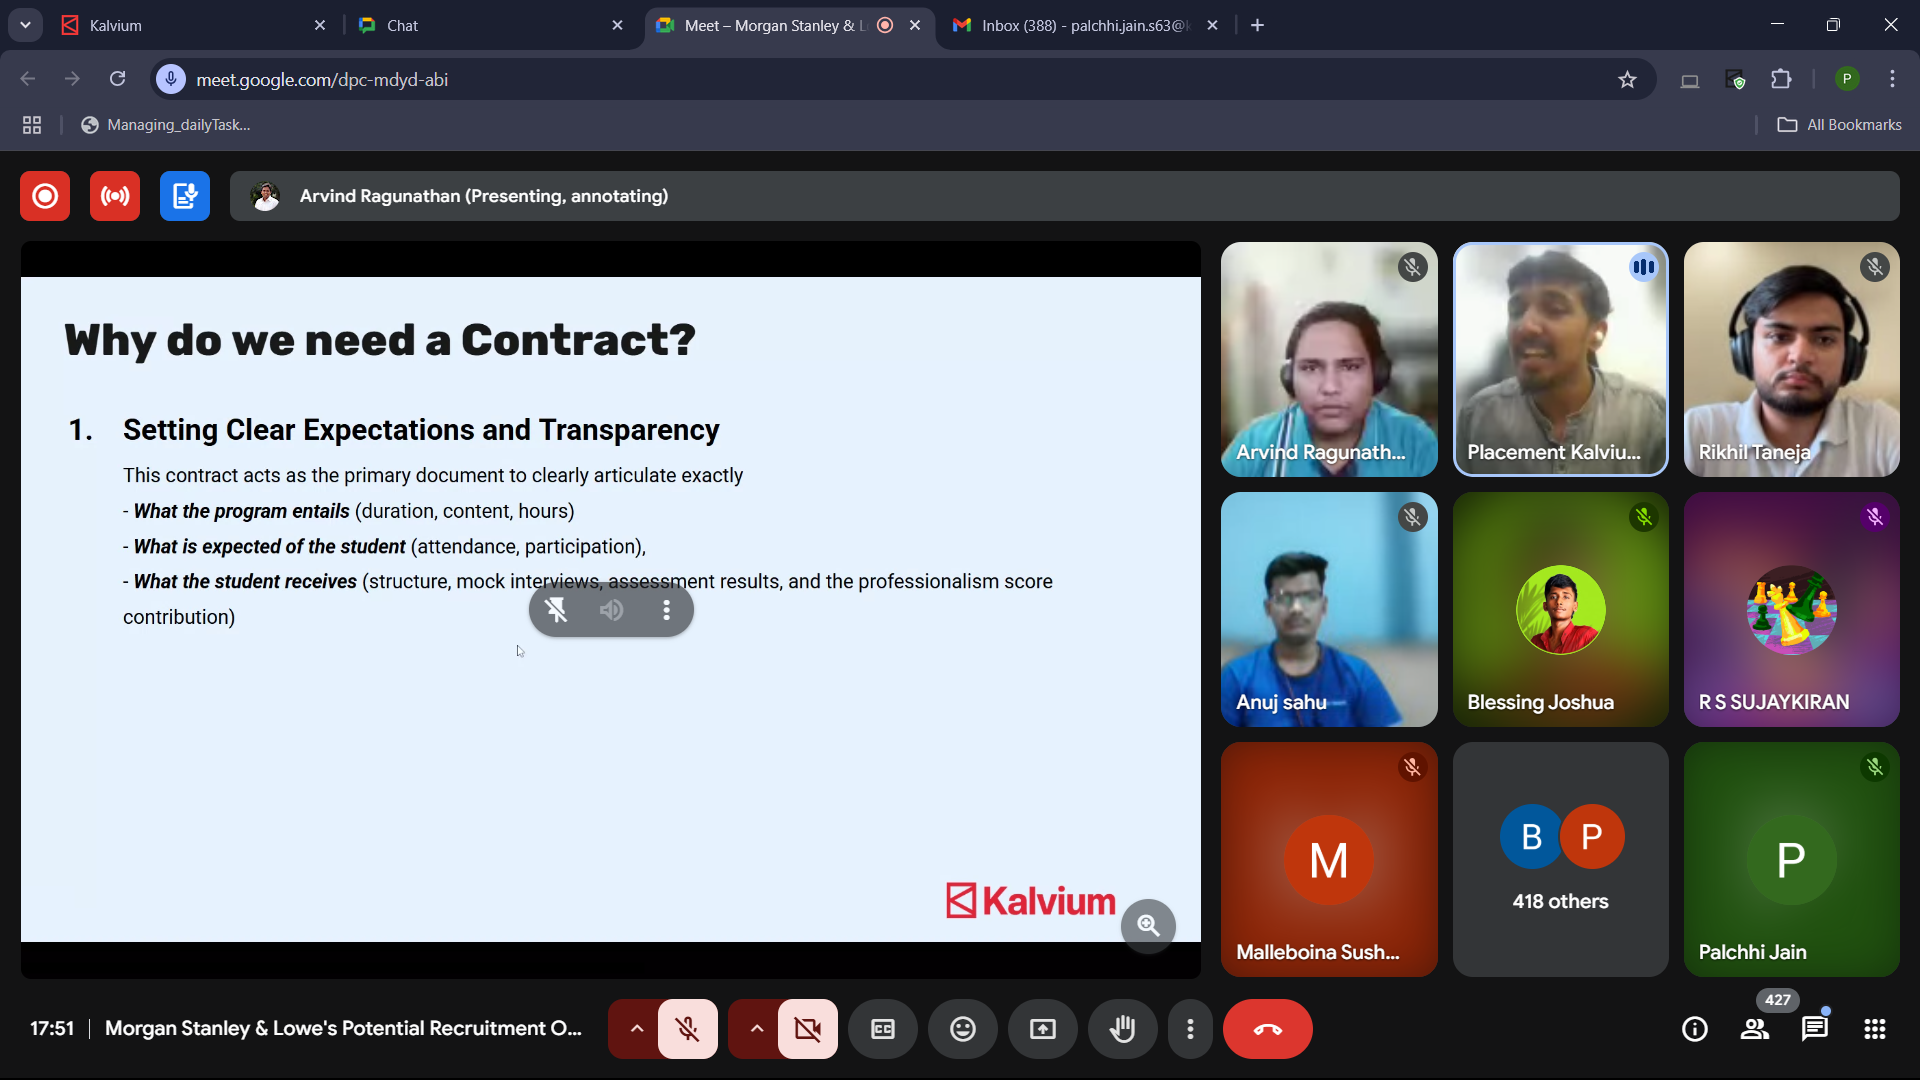 Kalvium
Chat
Meet – Morgan Stanley & L
Inbox (388) - palchhi.jain.s63@k
meet.google.com/dpc-mdyd-abi
P
Managing_dailyTask...
All Bookmarks
Arvind Ragunathan (Presenting, annotating)
Why do we need a Contract?
1. Setting Clear Expectations and Transparency
This contract acts as the primary document to clearly articulate exactly
- What the program entails (duration, content, hours)
- What is expected of the student (attendance, participation),
- What the student receives (structure, mock interviews, assessment results, and the professionalism score
contribution)
Kalvium
Arvind Ragunath...
Placement Kalviu...
Rikhil Taneja
Anuj sahu
Blessing Joshua
R S SUJAYKIRAN
M
Malleboina Sush...
B P
418 others
P
Palchhi Jain
17:51 | Morgan Stanley & Lowe's Potential Recruitment O...
CC
427